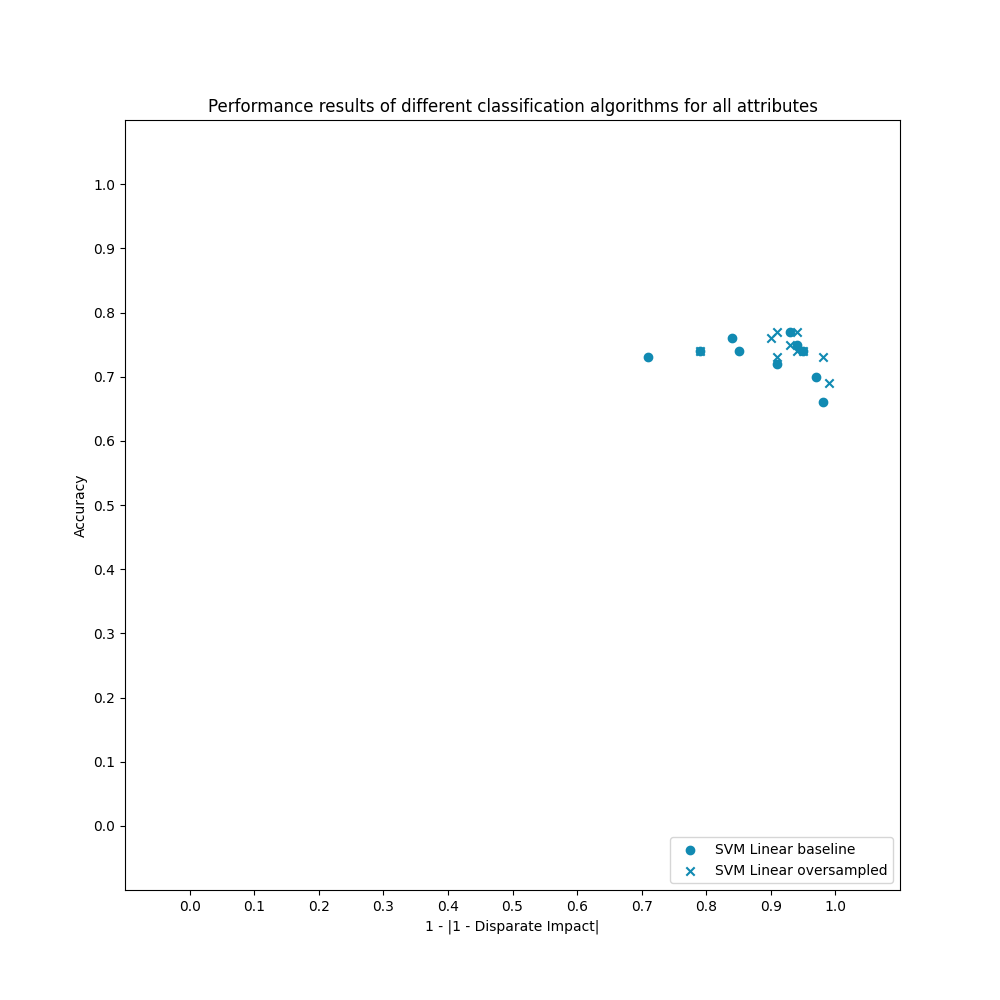 Performance results of different classification algorithms for all attributes
1.0
0.9
0.8
0.7
0.6
0.5
0.4
0.3
0.2
0.1
0.0
Accuracy
SVM Linear baseline
SVM Linear oversampled
0.0 0.1 0.2 0.3 0.4 0.5 0.6 0.7 0.8 0.9 1.0
1 - |1 - Disparate Impact|